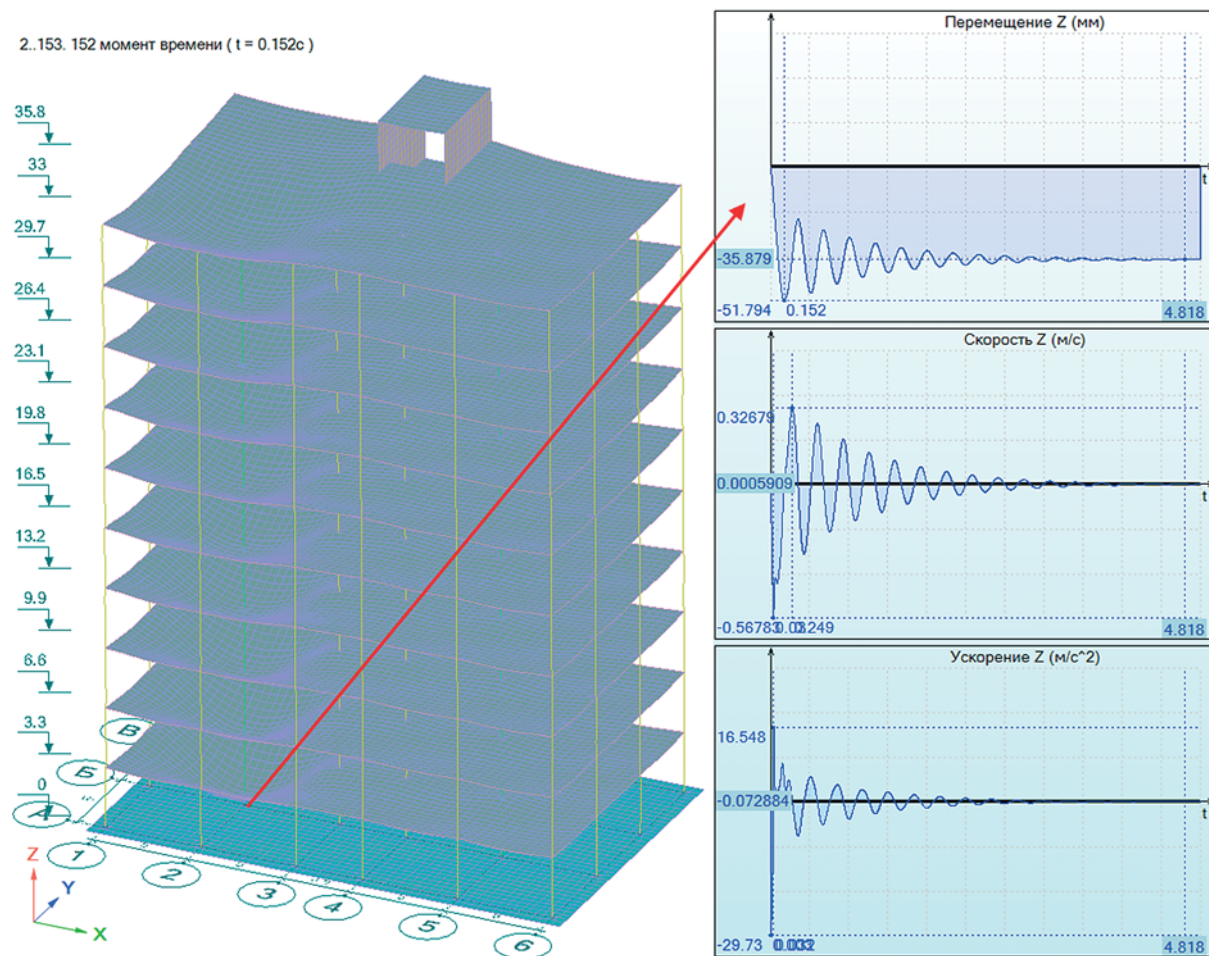 2..153. 152 момент времени ( t = 0.152c )
35.8
33
29.7
26.4
23.1
19.8
16.5
13.2
9.9
6.6
3.3
0
В
Б
А
1
2
3
4
5
6
Z
Y
X
Перемещение Z (мм)
t
-35.879
-51.794
0.152
4.818
Скорость Z (м/с)
0.32679
0.0005909
t
-0.56783
0.249
4.818
Ускорение Z (м/с^2)
16.548
-0.072884
t
-29.73
4.818